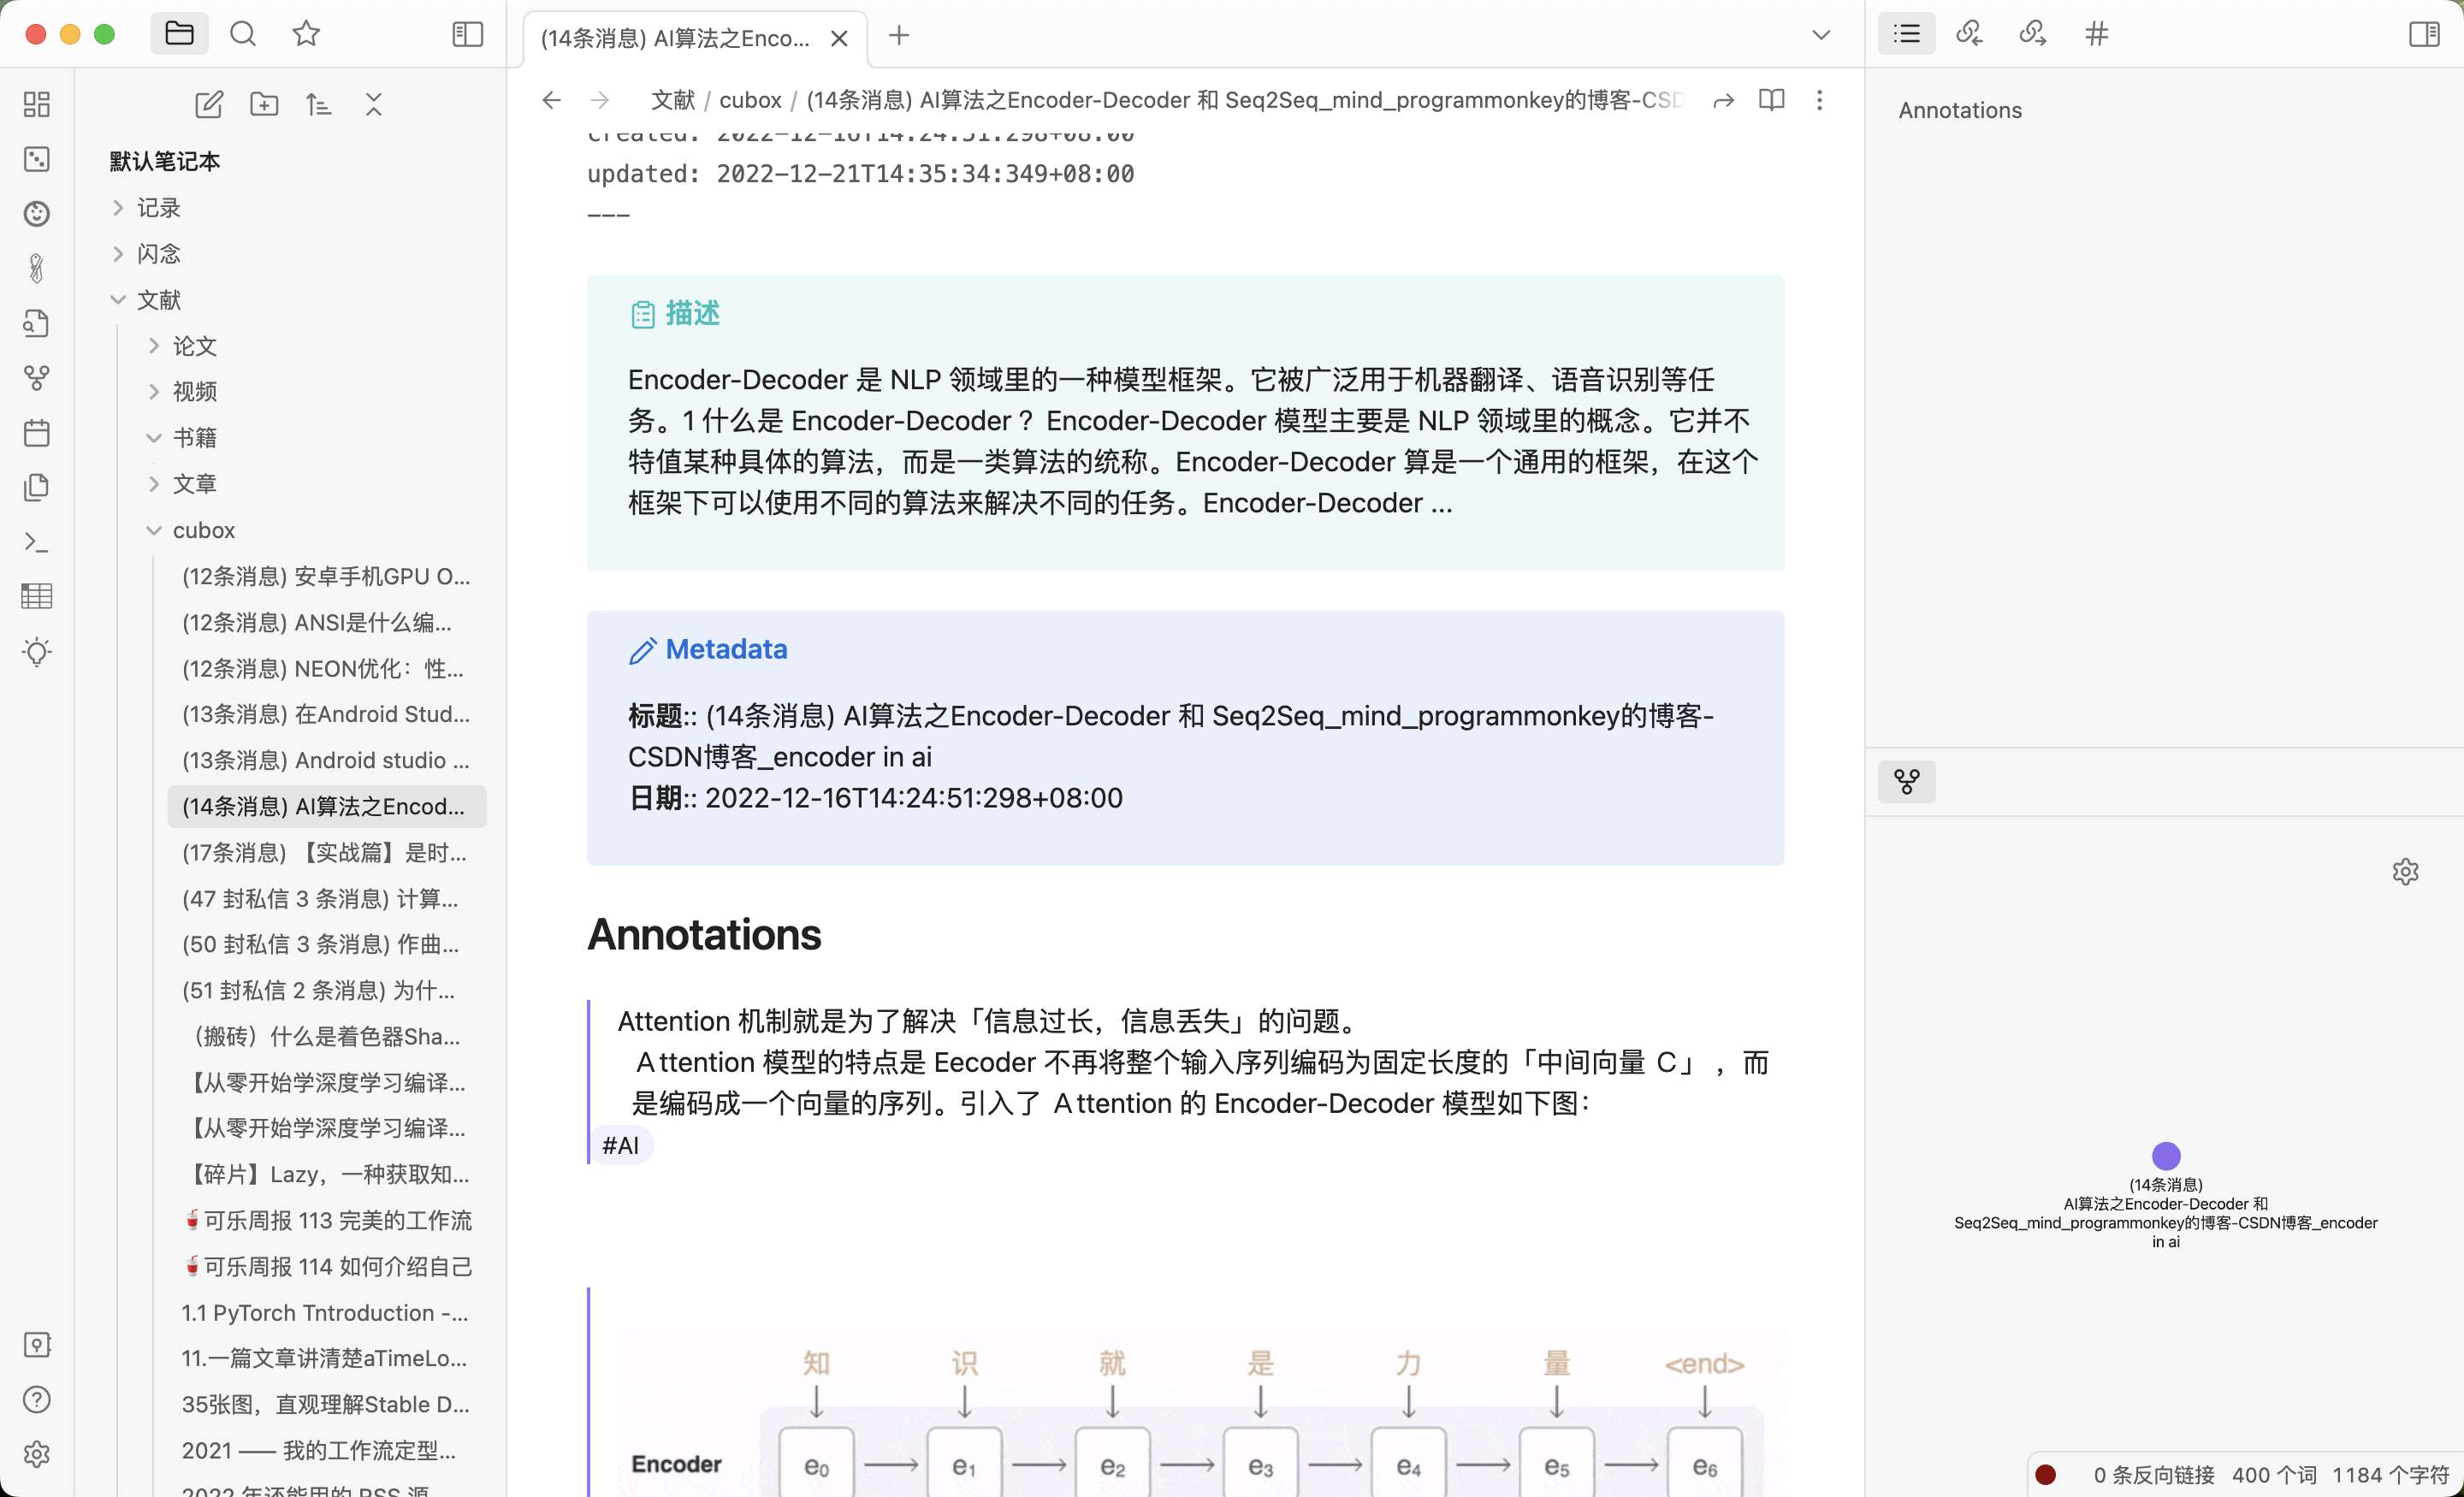 (14条消息) AI算法之Enco...
默认笔记本
记录
闪念
文献
论文
视频
书籍
文章
cubox
(12条消息) 安卓手机GPU O...
(12条消息) ANSI是什么编...
(12条消息) NEON优化：性...
(13条消息) 在Android Stud...
(13条消息) Android studio ...
(14条消息) AI算法之Encod...
(17条消息) 【实战篇】是时...
(47 封私信 3 条消息) 计算...
(50 封私信 3 条消息) 作曲...
(51 封私信 2 条消息) 为什...
（搬砖）什么是着色器Sha...
【从零开始学深度学习编译...
【从零开始学深度学习编译...
【碎片】Lazy，一种获取知...
🥤可乐周报 113 完美的工作流
🥤可乐周报 114 如何介绍自己
1.1 PyTorch Tntroduction -...
11.一篇文章讲清楚aTimeLo...
35张图，直观理解Stable D...
2021 —— 我的工作流定型...
2022 年还能用的 RSS 源
文献 / cubox / (14条消息) AI算法之Encoder-Decoder 和 Seq2Seq_mind_programmonkey的博客-CSD
created: 2022-12-16T14:24:51:298+08:00
updated: 2022-12-21T14:35:34:349+08:00
---
描述
Encoder-Decoder 是 NLP 领域里的一种模型框架。它被广泛用于机器翻译、语音识别等任
务。1 什么是 Encoder-Decoder ？Encoder-Decoder 模型主要是 NLP 领域里的概念。它并不
特值某种具体的算法，而是一类算法的统称。Encoder-Decoder 算是一个通用的框架，在这个
框架下可以使用不同的算法来解决不同的任务。Encoder-Decoder ...
Metadata
标题:: (14条消息) AI算法之Encoder-Decoder 和 Seq2Seq_mind_programmonkey的博客-
CSDN博客_encoder in ai
日期:: 2022-12-16T14:24:51:298+08:00
Annotations
Attention 机制就是为了解决「信息过长，信息丢失」的问题。
Attention 模型的特点是 Eecoder 不再将整个输入序列编码为固定长度的「中间向量 C」 ，而
是编码成一个向量的序列。引入了 Attention 的 Encoder-Decoder 模型如下图：
#AI
知 识 就 是 力 量 <end>
Encoder e0 e1 e2 e3 e4 e5 e6
Annotations
(14条消息)
AI算法之Encoder-Decoder 和
Seq2Seq_mind_programmonkey的博客-CSDN博客_encoder
in ai
0 条反向链接 400 个词 1184 个字符